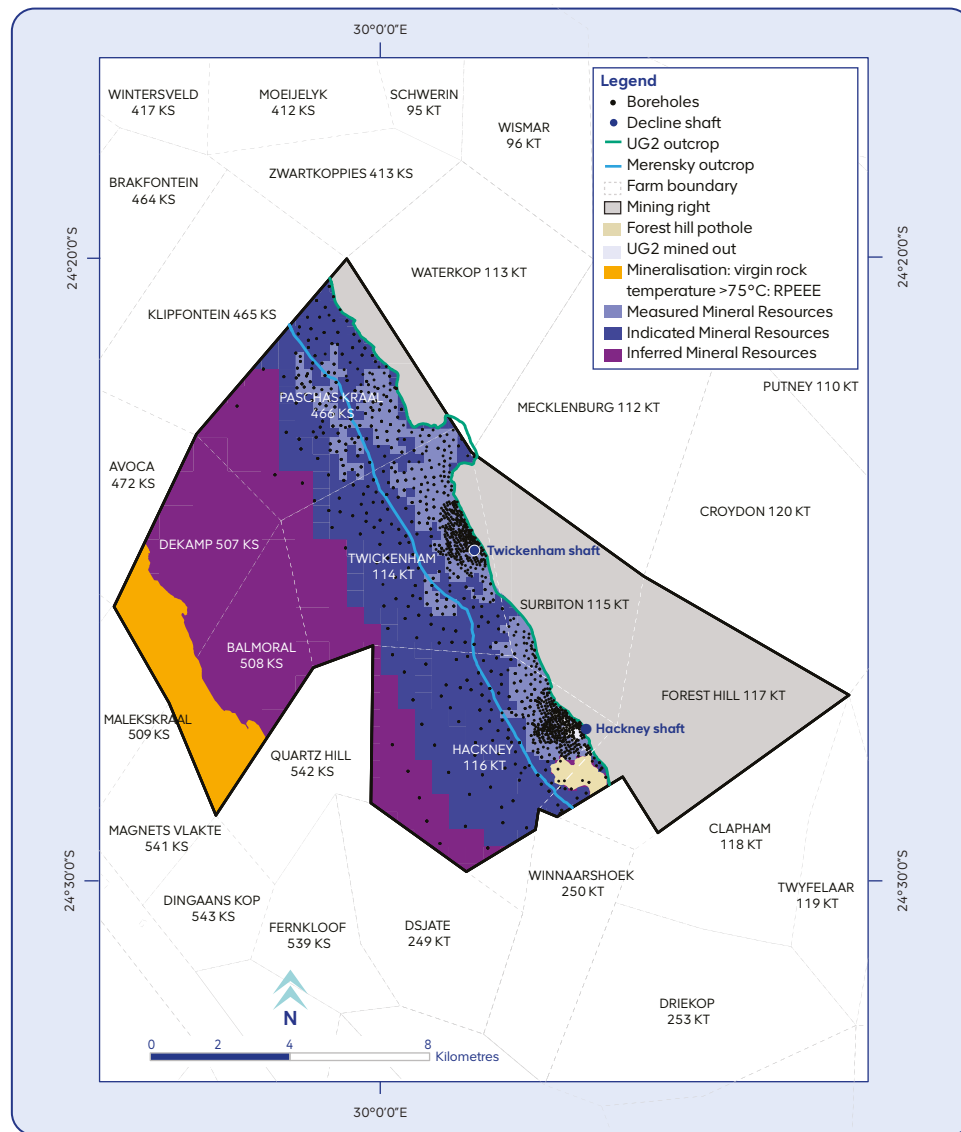 30°0'0"E
Legend
Boreholes
Decline shaft
UG2 outcrop
Merensky outcrop
Farm boundary
Mining right
Forest hill pothole
UG2 mined out
Mineralisation: virgin rock
temperature >75°C: RPEEE
Measured Mineral Resources
Indicated Mineral Resources
Inferred Mineral Resources
WINTERSVELD
417 KS
MOEIJELYK
412 KS
SCHWERIN
95 KT
WISMAR
96 KT
BRAKFONTEIN
464 KS
ZWARTKOPPIES 413 KS
24°20'0"S
24°20'0"S
WATERKOP 113 KT
KLIPFONTEIN 465 KS
PUTNEY 110 KT
PASCHAS KRAAL
466 KS
MECKLENBURG 112 KT
AVOCA
472 KS
CROYDON 120 KT
DEKAMP 507 KS
Twickenham shaft
TWICKENHAM
114 KT
SURBITON 115 KT
BALMORAL
508 KS
FOREST HILL 117 KT
MALEKSKRAAL
509 KS
Hackney shaft
QUARTZ HILL
542 KS
HACKNEY
116 KT
MAGNETS VLAKTE
541 KS
CLAPHAM
118 KT
24°30'0"S
24°30'0"S
WINNAARSHOEK
250 KT
TWYFELAAR
119 KT
DINGAANS KOP
543 KS
FERNKLOOF
539 KS
DSJATE
249 KT
DRIEKOP
253 KT
N
0 2 4 8
Kilometres
30°0'0"E